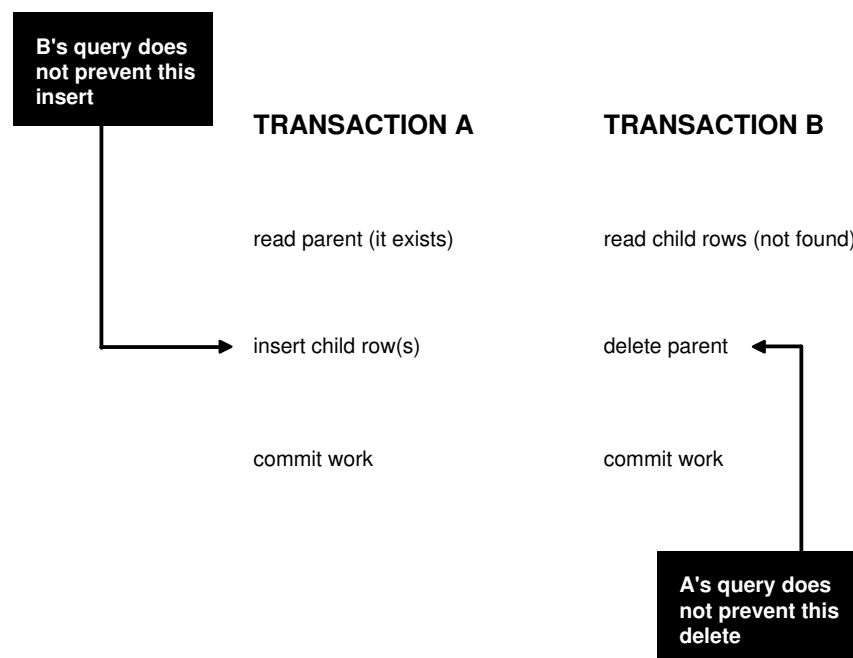 B's query does
not prevent this
insert
TRANSACTION A
TRANSACTION B
read parent (it exists)
read child rows (not found)
insert child row(s)
delete parent
commit work
commit work
A's query does
not prevent this
delete